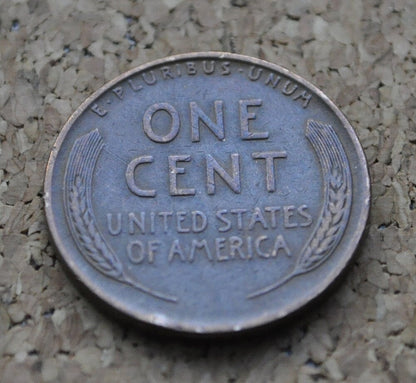 E·PLURIBUS·UNUM
ONE
CENT
UNITED STATES
OF AMERICA